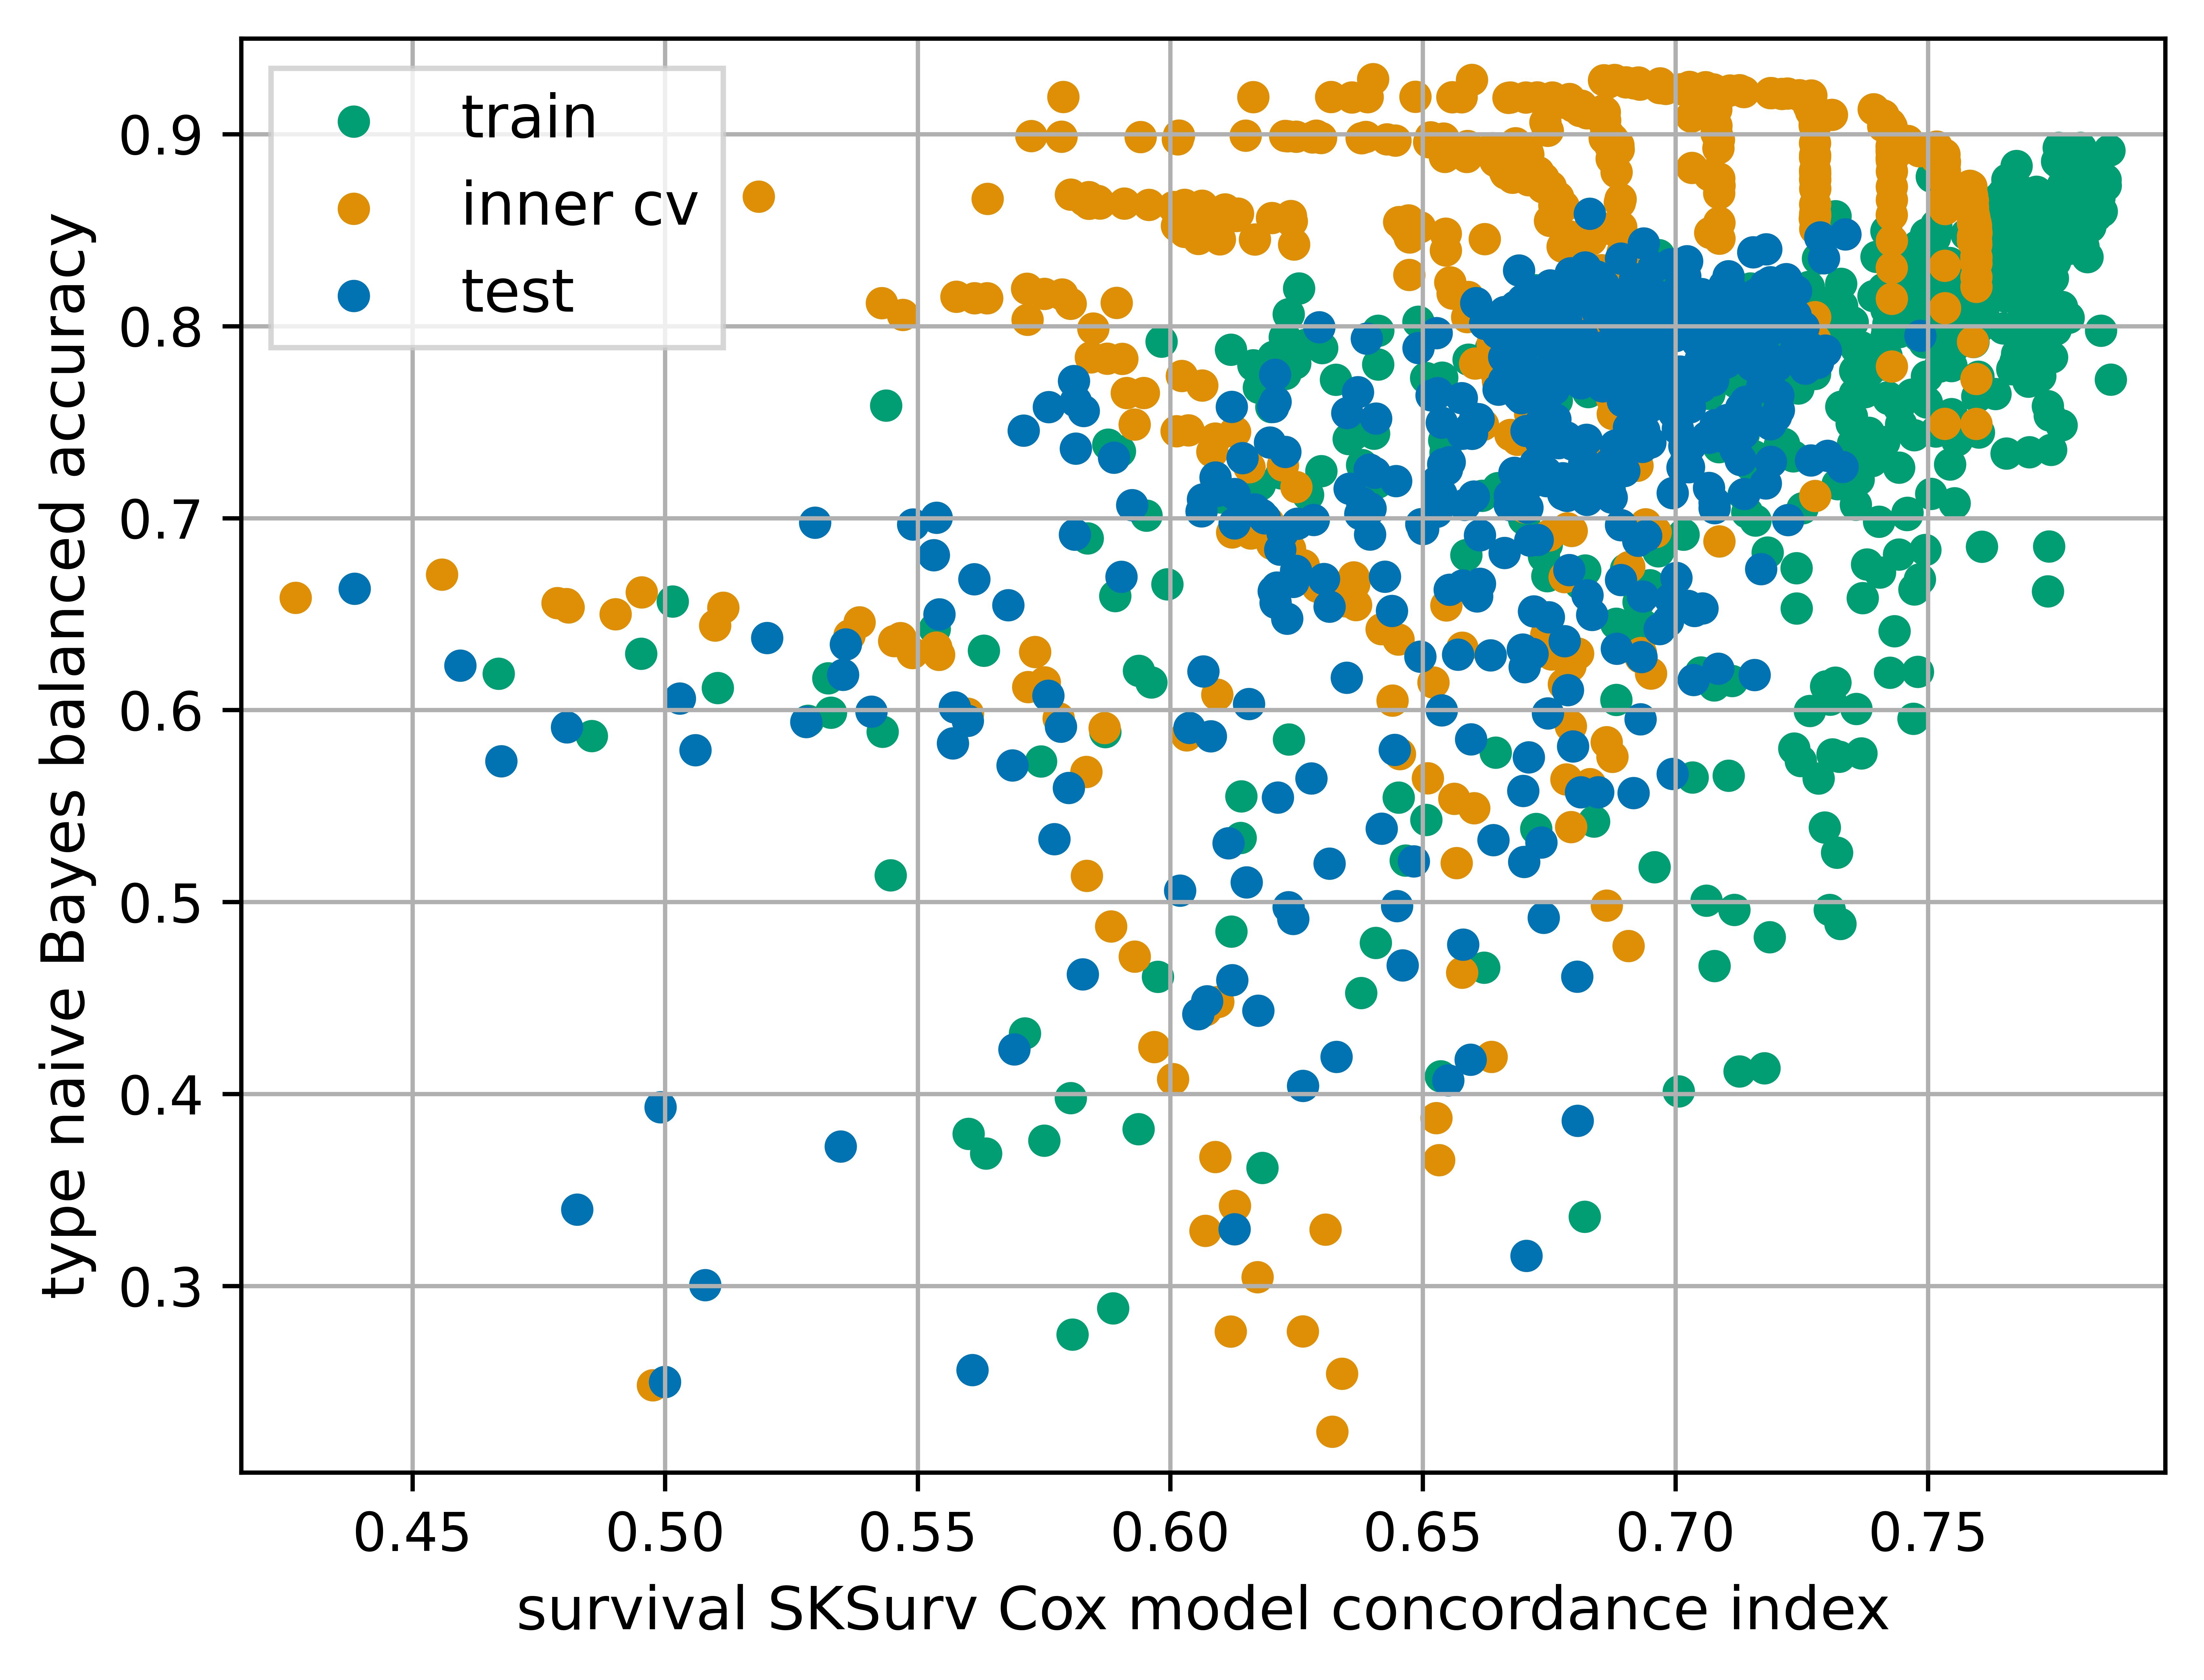 train
inner cv
test
type naive Bayes balanced accuracy
0.9
0.8
0.7
0.6
0.5
0.4
0.3
0.45 0.50 0.55 0.60 0.65 0.70 0.75
survival SKSurv Cox model concordance index